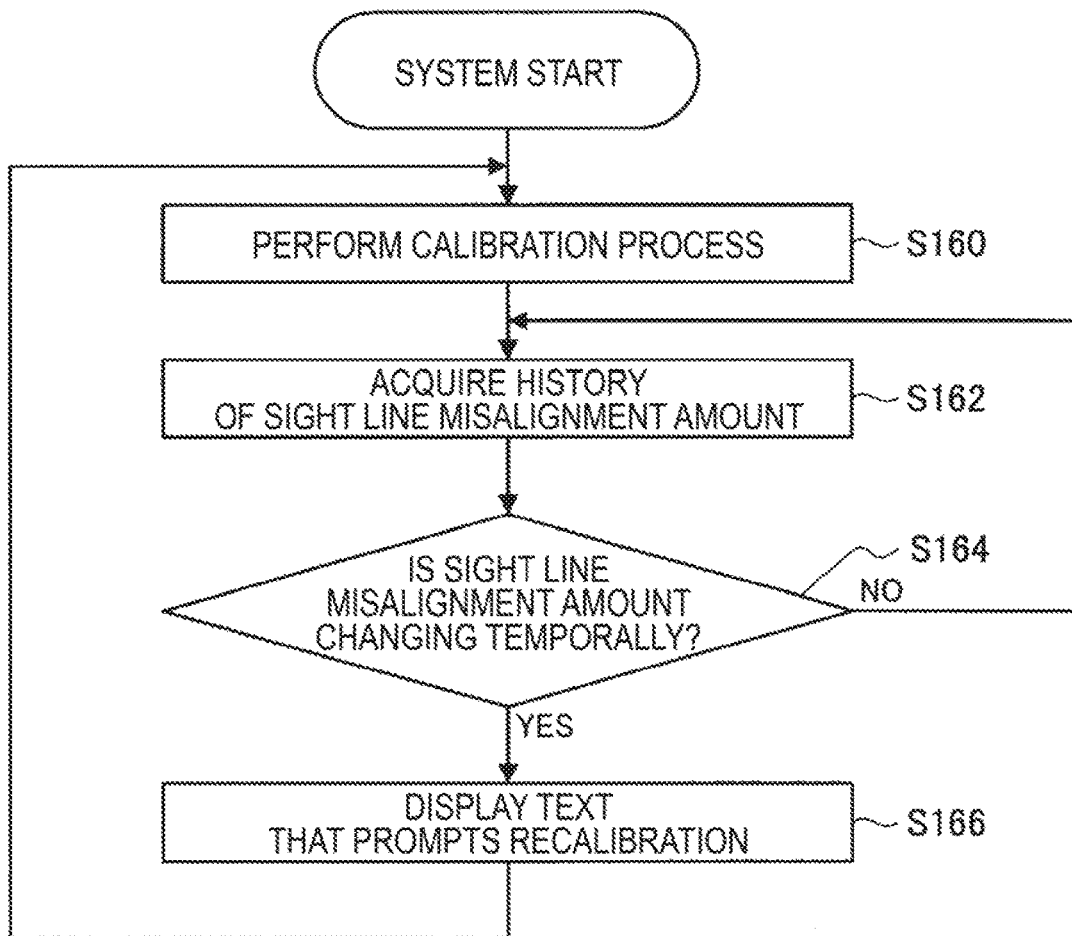 SYSTEM START
PERFORM CALIBRATION PROCESS
S160
ACQUIRE HISTORY
OF SIGHT LINE MISALIGNMENT AMOUNT
S162
IS SIGHT LINE
MISALIGNMENT AMOUNT
CHANGING TEMPORALLY?
S164
NO
YES
DISPLAY TEXT
THAT PROMPTS RECALIBRATION
S166